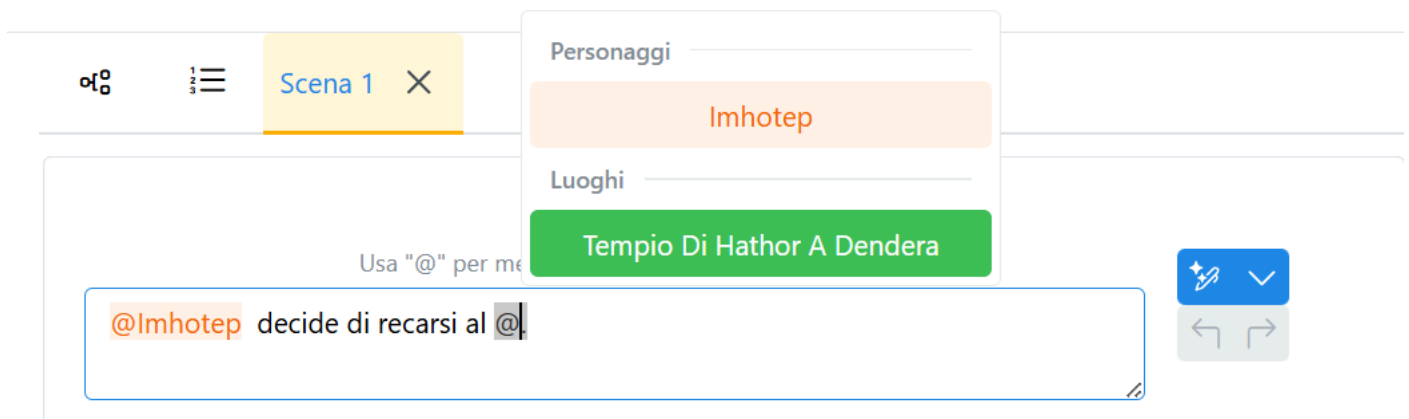 Personaggi
Imhotep
Luoghi
Tempio Di Hathor A Dendera
Scena 1
Usa "@" per me
@Imhotep decide di recarsi al @.